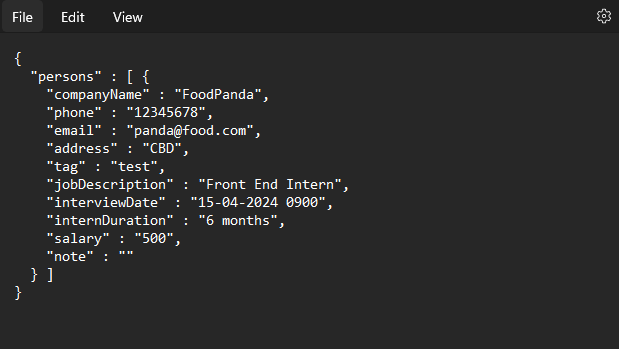 File Edit View
{
  "persons" : [ {
    "companyName" : "FoodPanda",
    "phone" : "12345678",
    "email" : "panda@food.com",
    "address" : "CBD",
    "tag" : "test",
    "jobDescription" : "Front End Intern",
    "interviewDate" : "15-04-2024 0900",
    "internDuration" : "6 months",
    "salary" : "500",
    "note" : ""
  } ]
}